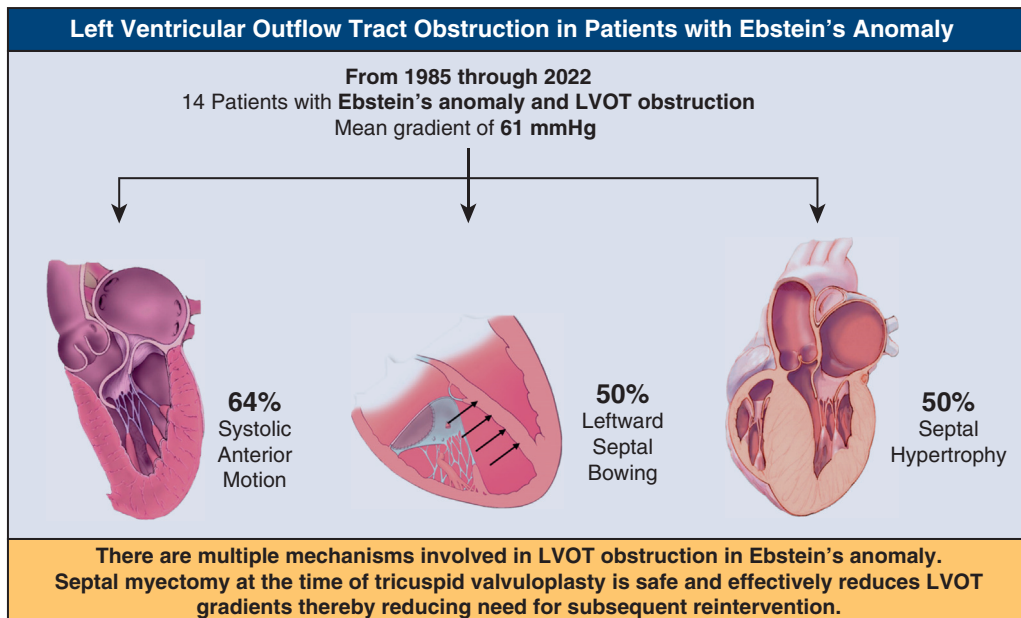 Left Ventricular Outflow Tract Obstruction in Patients with Ebstein's Anomaly
From 1985 through 2022
14 Patients with Ebstein's anomaly and LVOT obstruction
Mean gradient of 61 mmHg
64%
Systolic
Anterior
Motion
50%
Leftward
Septal
Bowing
50%
Septal
Hypertrophy
There are multiple mechanisms involved in LVOT obstruction in Ebstein's anomaly.
Septal myectomy at the time of tricuspid valvuloplasty is safe and effectively reduces LVOT
gradients thereby reducing need for subsequent reintervention.